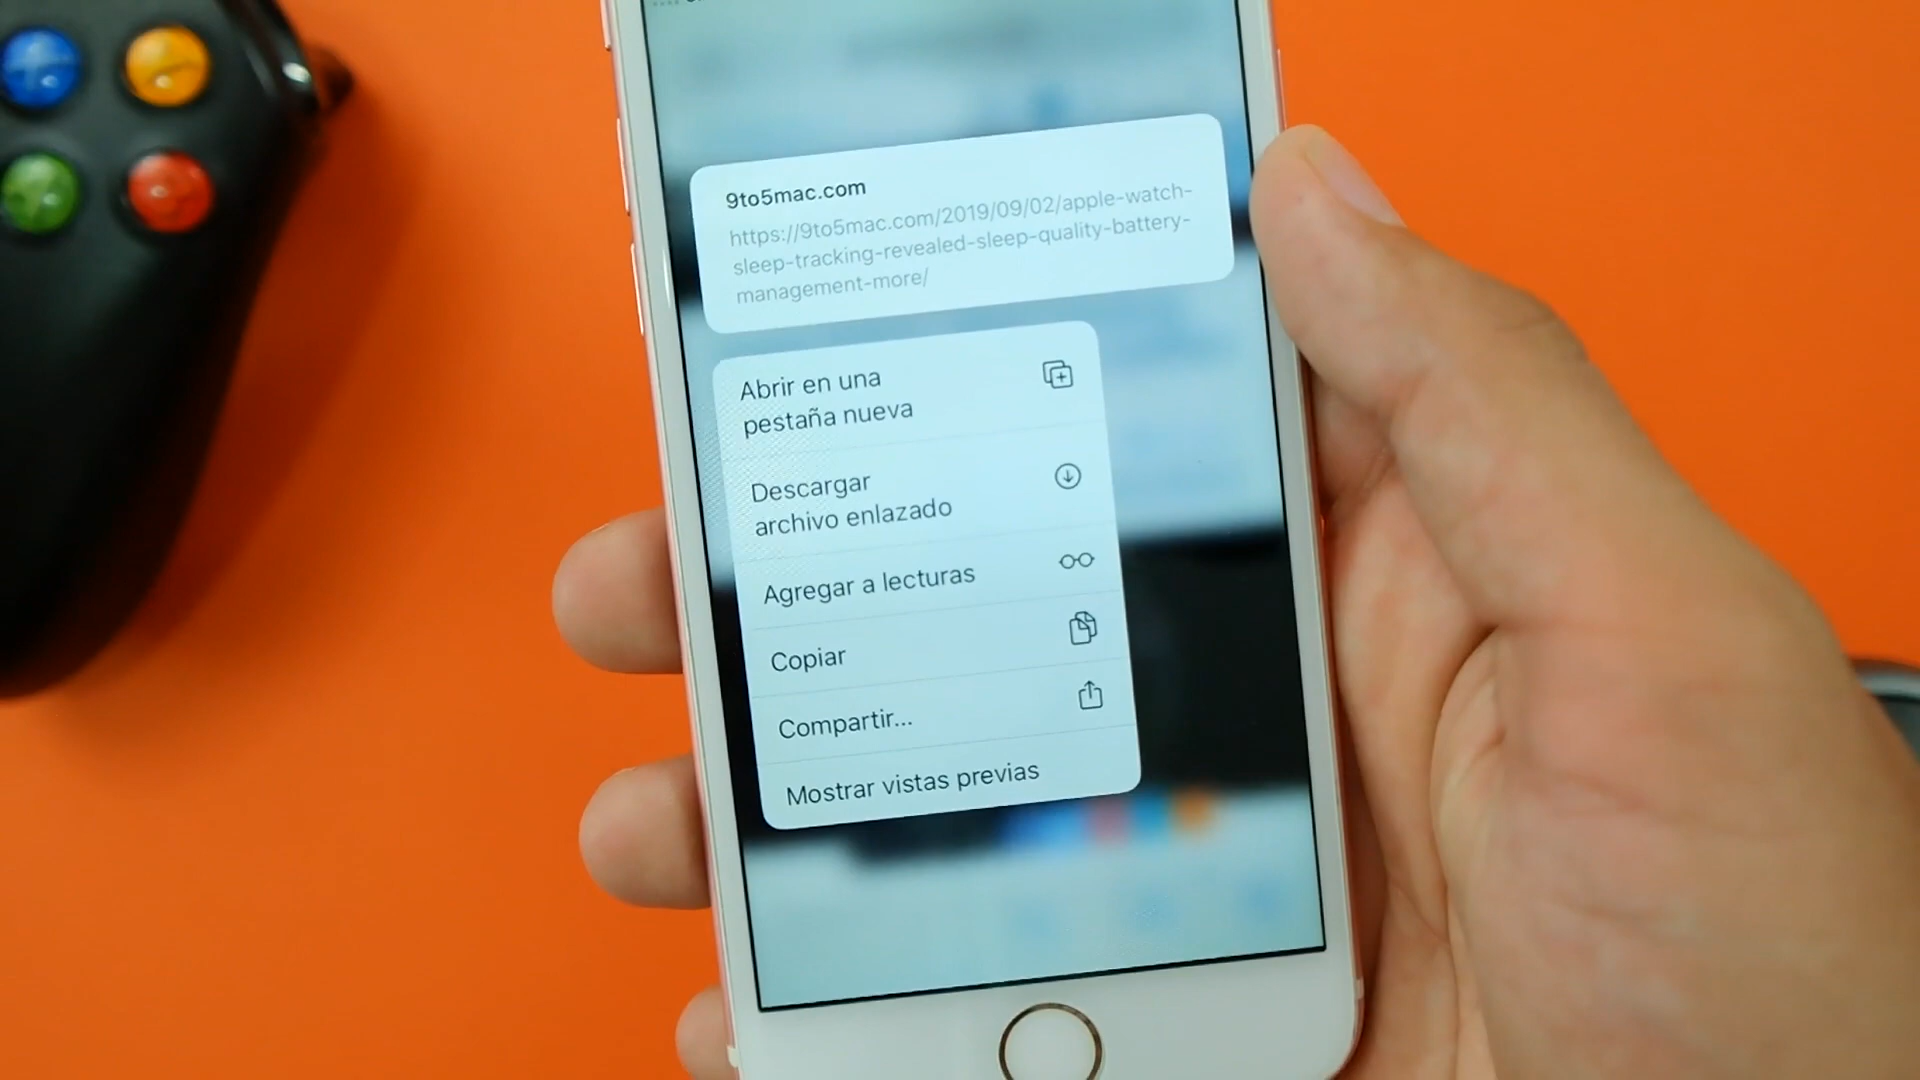 9to5mac.com
https://9to5mac.com/2019/09/02/apple-watch-
sleep-tracking-revealed-sleep-quality-battery-
management-more/
Abrir en una
pestaña nueva
Descargar
archivo enlazado
Agregar a lecturas
Copiar
Compartir...
Mostrar vistas previas